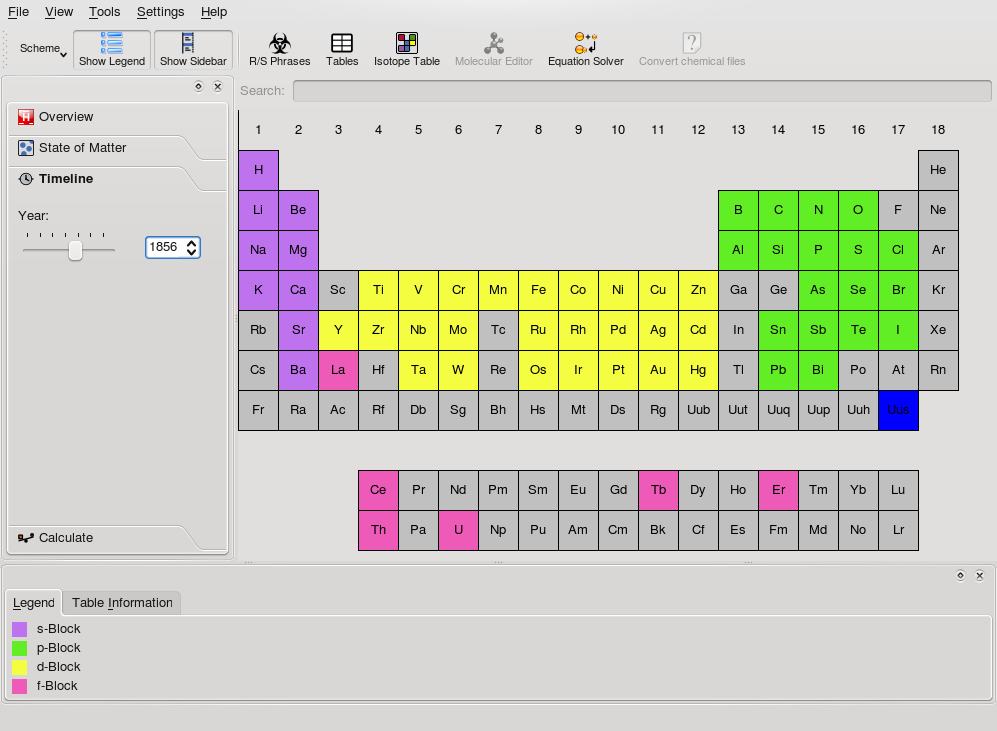 File View Tools Settings Help
Scheme Show Legend Show Sidebar R/S Phrases Tables Isotope Table Molecular Editor Equation Solver Convert chemical files
Search:
Overview
State of Matter
Timeline
Year:
1856
Calculate
1 2 3 4 5 6 7 8 9 10 11 12 13 14 15 16 17 18
H He
Li Be B C N O F Ne
Na Mg Al Si P S Cl Ar
K Ca Sc Ti V Cr Mn Fe Co Ni Cu Zn Ga Ge As Se Br Kr
Rb Sr Y Zr Nb Mo Tc Ru Rh Pd Ag Cd In Sn Sb Te I Xe
Cs Ba La Hf Ta W Re Os Ir Pt Au Hg Tl Pb Bi Po At Rn
Fr Ra Ac Rf Db Sg Bh Hs Mt Ds Rg Uub Uut Uuq Uup Uuh Uus
Ce Pr Nd Pm Sm Eu Gd Tb Dy Ho Er Tm Yb Lu
Th Pa U Np Pu Am Cm Bk Cf Es Fm Md No Lr
Legend Table Information
s-Block
p-Block
d-Block
f-Block